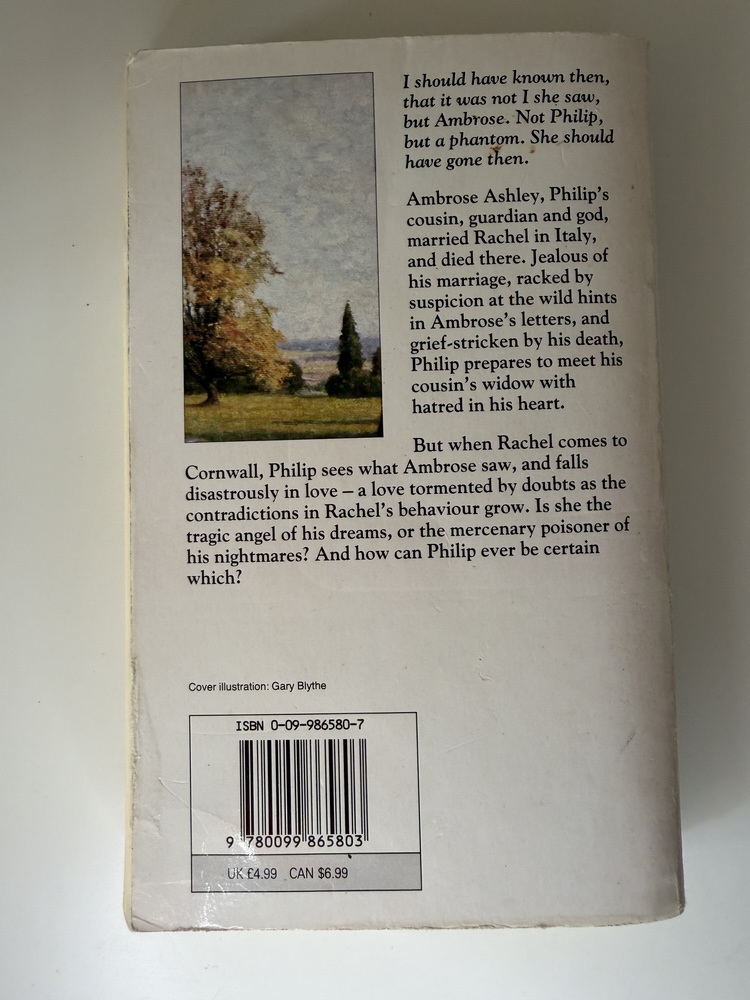 I should have known then,
that it was not I she saw,
but Ambrose. Not Philip,
but a phantom. She should
have gone then.
Ambrose Ashley, Philip's
cousin, guardian and god,
married Rachel in Italy,
and died there. Jealous of
his marriage, racked by
suspicion at the wild hints
in Ambrose's letters, and
grief-stricken by his death,
Philip prepares to meet his
cousin's widow with
hatred in his heart.
But when Rachel comes to
Cornwall, Philip sees what Ambrose saw, and falls
disastrously in love – a love tormented by doubts as the
contradictions in Rachel's behaviour grow. Is she the
tragic angel of his dreams, or the mercenary poisoner of
his nightmares? And how can Philip ever be certain
which?
Cover illustration: Gary Blythe
ISBN 0-09-986580-7
9 780099 865803
UK £4.99 CAN $6.99